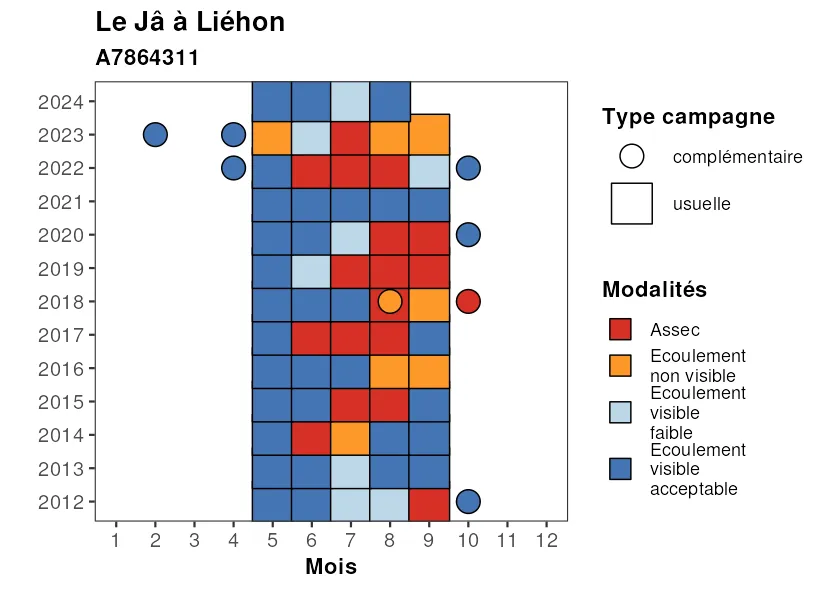 Le Jâ à Liéhon
A7864311
2024
2023
2022
2021
2020
2019
2018
2017
2016
2015
2014
2013
2012
1 2 3 4 5 6 7 8 9 10 11 12
Mois
Type campagne
complémentaire
usuelle
Modalités
Assec
Ecoulement
non visible
Ecoulement
visible
faible
Ecoulement
visible
acceptable